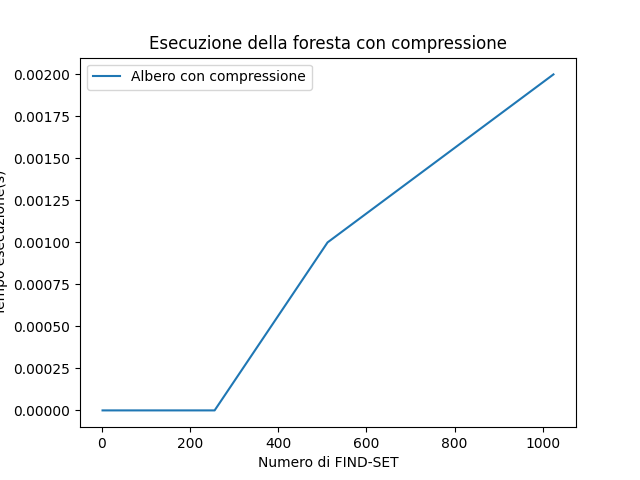 Esecuzione della foresta con compressione
Albero con compressione
0.00200
0.00175
0.00150
0.00125
0.00100
0.00075
0.00050
0.00025
0.00000
Tempo esecuzione(s)
0 200 400 600 800 1000
Numero di FIND-SET